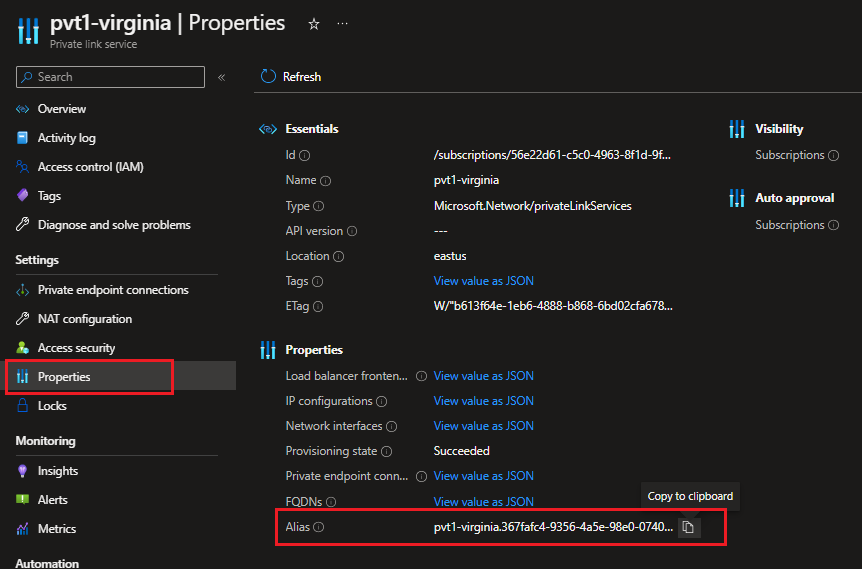 pvt1-virginia | Properties
Private link service
Search
Refresh
Overview
Activity log
Access control (IAM)
Tags
Diagnose and solve problems
Settings
Private endpoint connections
NAT configuration
Access security
Properties
Locks
Monitoring
Insights
Alerts
Metrics
Automation
Essentials
Id /subscriptions/56e22d61-c5c0-4963-8f1d-9f...
Name pvt1-virginia
Type Microsoft.Network/privateLinkServices
API version ---
Location eastus
Tags View value as JSON
ETag W/"b613f64e-1eb6-4888-b868-6bd02cfa678...
Properties
Load balancer fronten... View value as JSON
IP configurations View value as JSON
Network interfaces View value as JSON
Provisioning state Succeeded
Private endpoint conn... View value as JSON
FQDNs View value as JSON
Copy to clipboard
Alias pvt1-virginia.367fafc4-9356-4a5e-98e0-0740...
Visibility
Subscriptions
Auto approval
Subscriptions